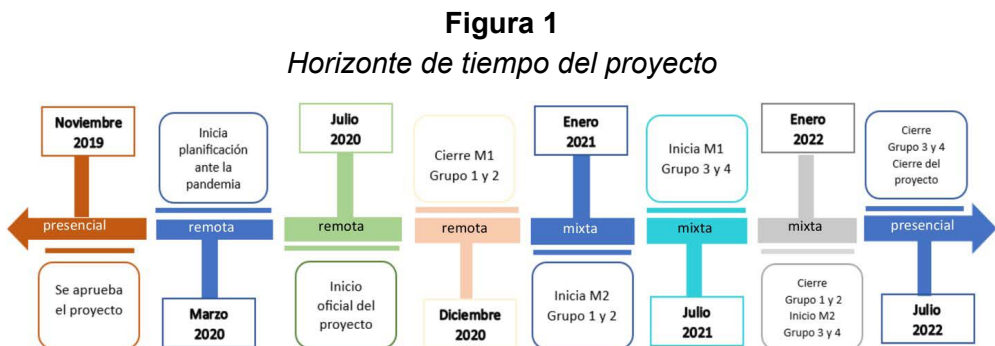 Figura 1
Horizonte de tiempo del proyecto
Noviembre
2019
presencial
Se aprueba
el proyecto
Inicia
planificación
ante la
pandemia
remota
Marzo
2020
Julio
2020
remota
Inicio
oficial del
proyecto
Cierre M1
Grupo 1 y 2
remota
Diciembre
2020
Enero
2021
mixta
Inicia M2
Grupo 1 y 2
Inicia M1
Grupo 3 y 4
mixta
Julio
2021
Enero
2022
mixta
Cierre
Grupo 1 y 2
Inicio M2
Grupo 3 y 4
Cierre
Grupo 3 y 4
Cierre del
proyecto
presencial
Julio
2022